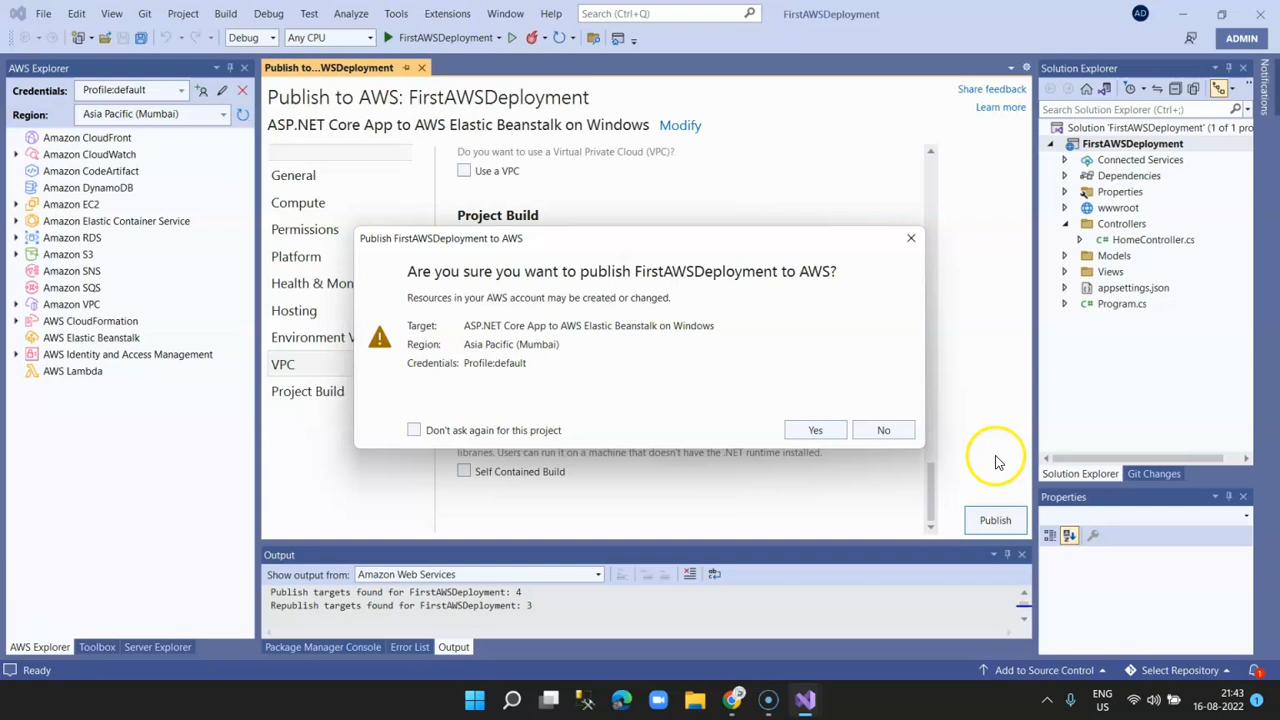 File Edit View Git Project Build Debug Test Analyze Tools Extensions Window Help Search (Ctrl+Q) FirstAWSDeployment AD
Debug Any CPU FirstAWSDeployment ADMIN
AWS Explorer
Credentials: Profile:default
Region: Asia Pacific (Mumbai)
Amazon CloudFront
Amazon CloudWatch
Amazon CodeArtifact
Amazon DynamoDB
Amazon EC2
Amazon Elastic Container Service
Amazon RDS
Amazon S3
Amazon SNS
Amazon SQS
Amazon VPC
AWS CloudFormation
AWS Elastic Beanstalk
AWS Identity and Access Management
AWS Lambda
AWS Explorer Toolbox Server Explorer
Publish to...WSDeployment
Publish to AWS: FirstAWSDeployment
Share feedback
Learn more
ASP.NET Core App to AWS Elastic Beanstalk on Windows Modify
General
Compute
Permissions
Platform
Health & Mon
Hosting
Environment V
VPC
Project Build
Do you want to use a Virtual Private Cloud (VPC)?
Use a VPC
Project Build
Publish FirstAWSDeployment to AWS
Are you sure you want to publish FirstAWSDeployment to AWS?
Resources in your AWS account may be created or changed.
Target: ASP.NET Core App to AWS Elastic Beanstalk on Windows
Region: Asia Pacific (Mumbai)
Credentials: Profile:default
Don't ask again for this project
Yes No
libraries. Users can run it on a machine that doesn't have the .NET runtime installed.
Self Contained Build
Publish
Output
Show output from: Amazon Web Services
Publish targets found for FirstAWSDeployment: 4
Republish targets found for FirstAWSDeployment: 3
Package Manager Console Error List Output
Solution Explorer
Search Solution Explorer (Ctrl+;)
Solution 'FirstAWSDeployment' (1 of 1 pro
FirstAWSDeployment
Connected Services
Dependencies
Properties
wwwroot
Controllers
C# HomeController.cs
Models
Views
appsettings.json
C# Program.cs
Solution Explorer Git Changes
Properties
Notifications
Ready Add to Source Control Select Repository 1
ENG
US
21:43
16-08-2022